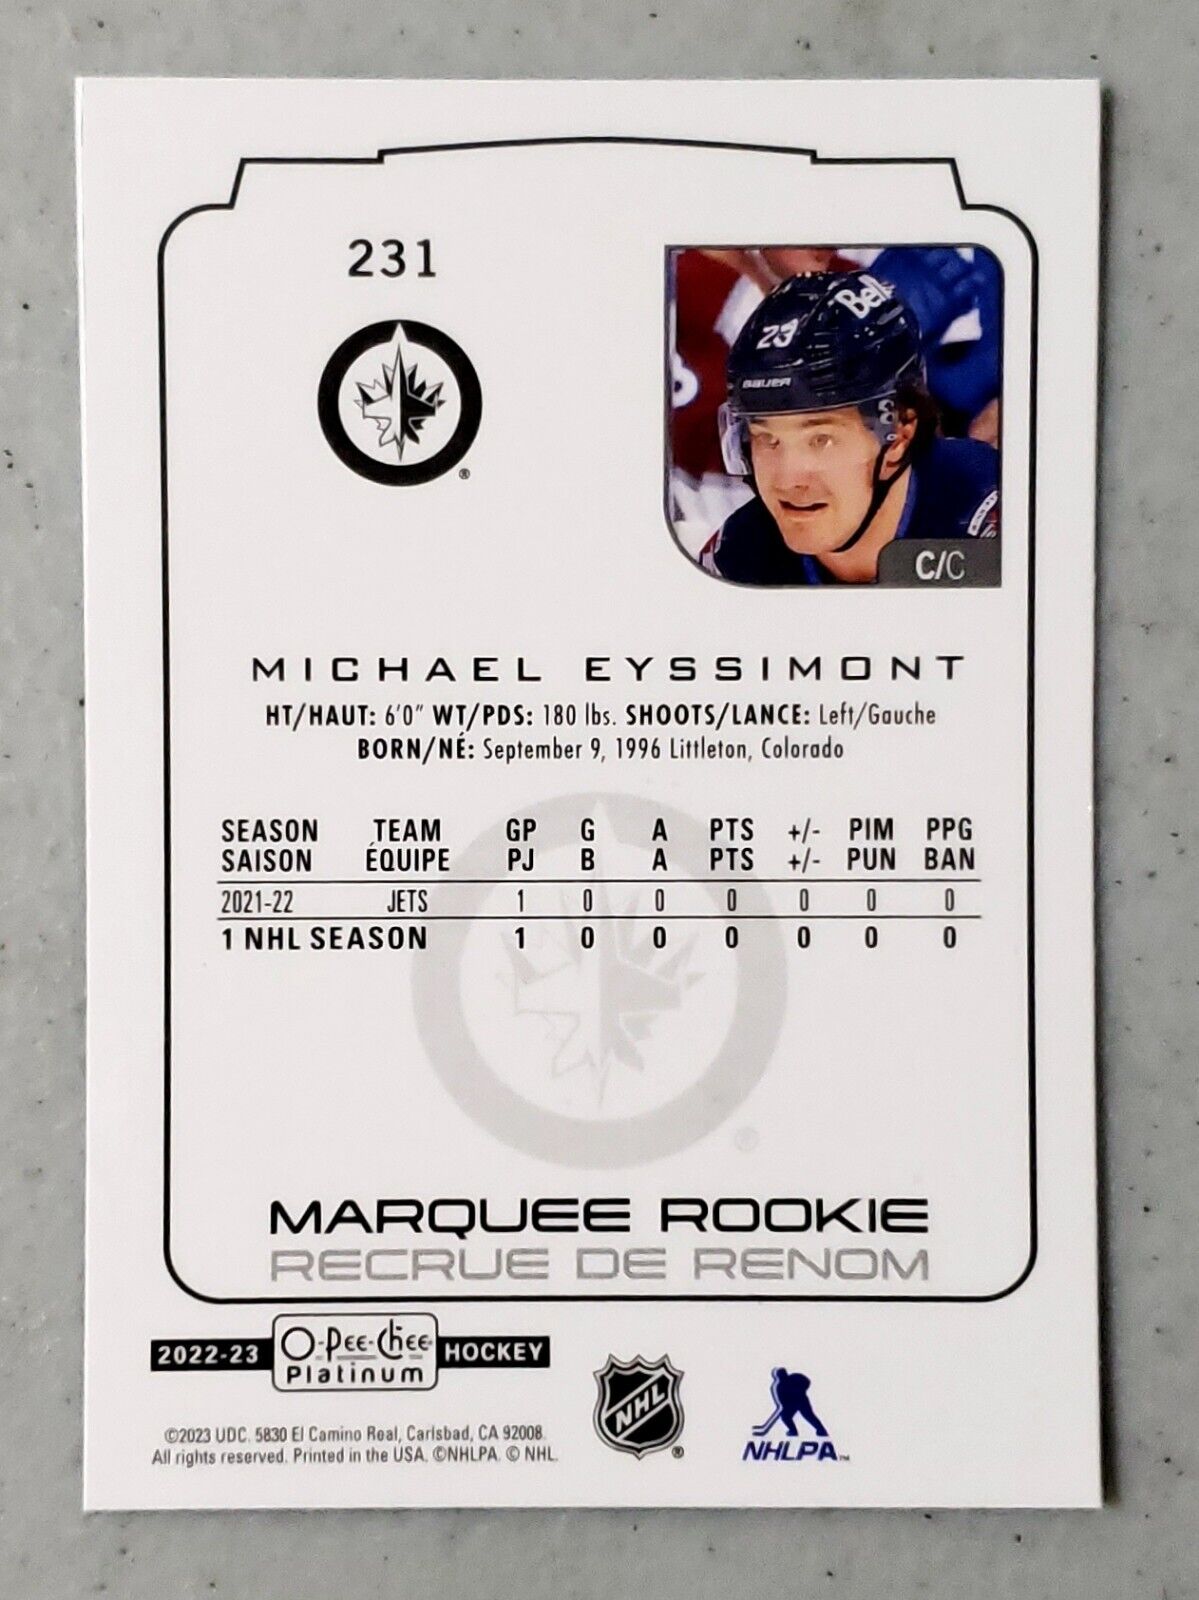 231
®
Bell
23
BAUER
C/C
MICHAEL EYSSIMONT
HT/HAUT: 6'0" WT/PDS: 180 lbs. SHOOTS/LANCE: Left/Gauche
BORN/NÉ: September 9, 1996 Littleton, Colorado
SEASON TEAM GP G A PTS +/- PIM PPG
SAISON ÉQUIPE PJ B A PTS +/- PUN BAN
2021-22 JETS 1 0 0 0 0 0 0
1 NHL SEASON 1 0 0 0 0 0 0
®
MARQUEE ROOKIE
RECRUE DE RENOM
2022-23 O-Pee-Chee Platinum HOCKEY
©2023 UDC. 5830 El Camino Real, Carlsbad, CA 92008.
All rights reserved. Printed in the USA. ©NHLPA. © NHL.
NHL ®
NHLPA™